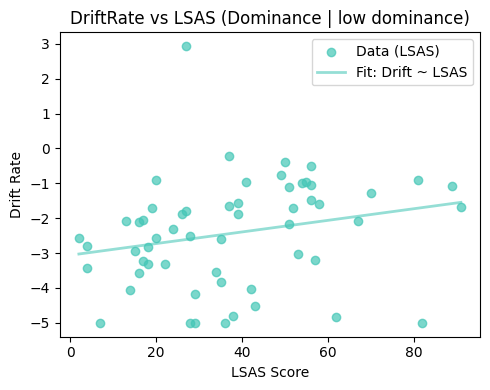 DriftRate vs LSAS (Dominance | low dominance)
Data (LSAS)
Fit: Drift ~ LSAS
Drift Rate
3
2
1
0
−1
−2
−3
−4
−5
0
20
40
60
80
LSAS Score